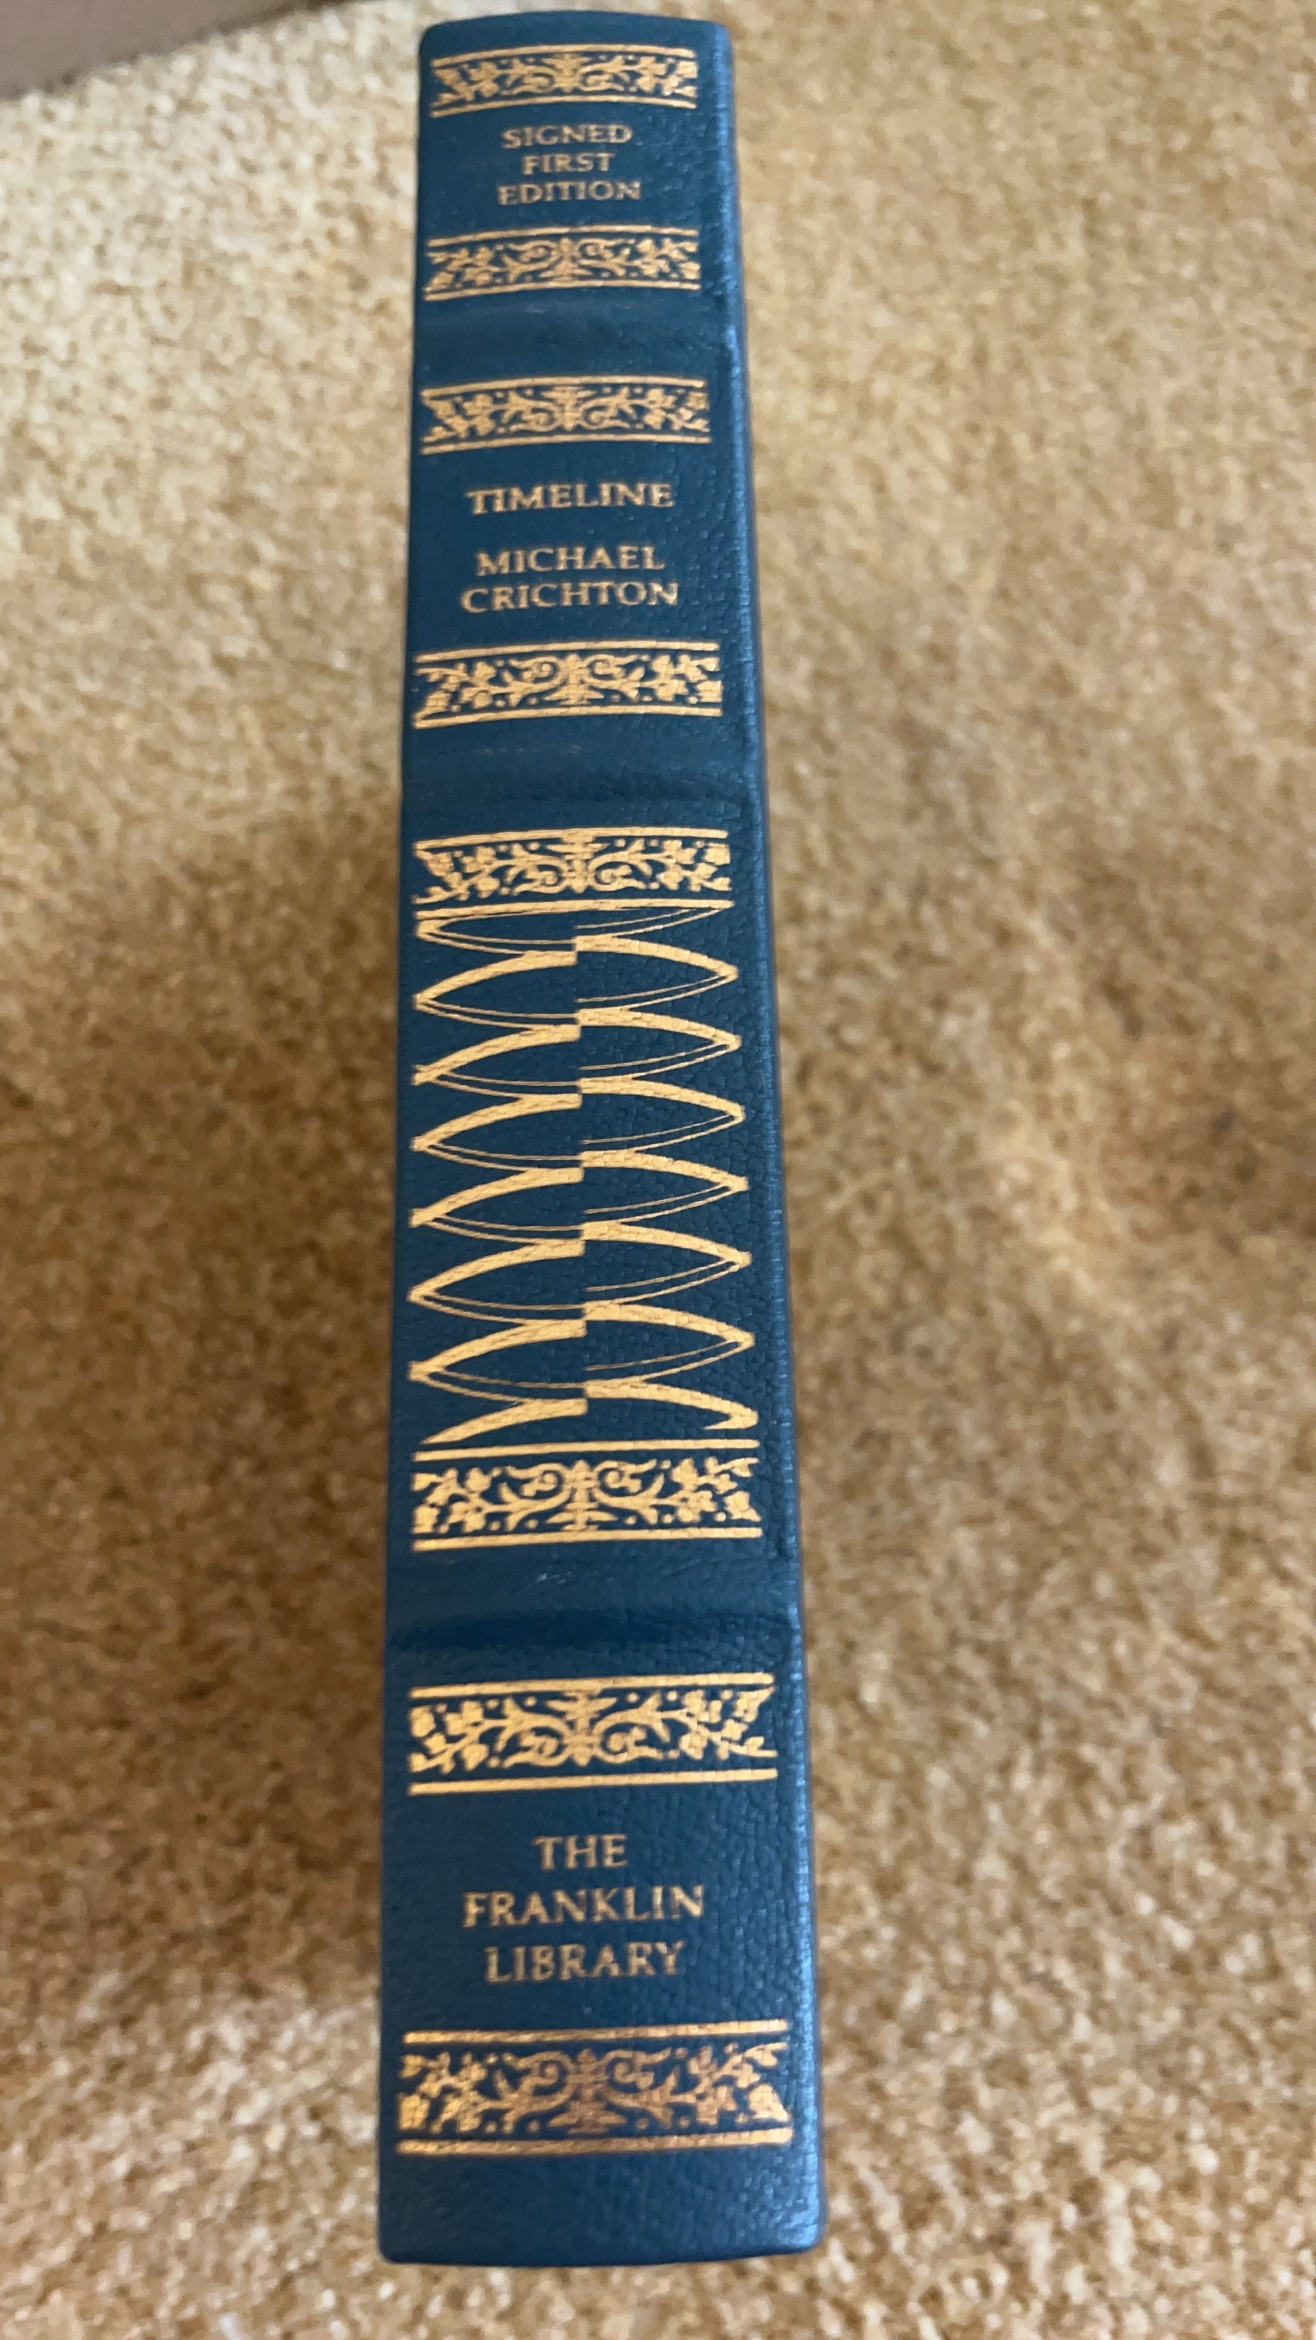 SIGNED
FIRST
EDITION
TIMELINE
MICHAEL
CRICHTON
THE
FRANKLIN
LIBRARY